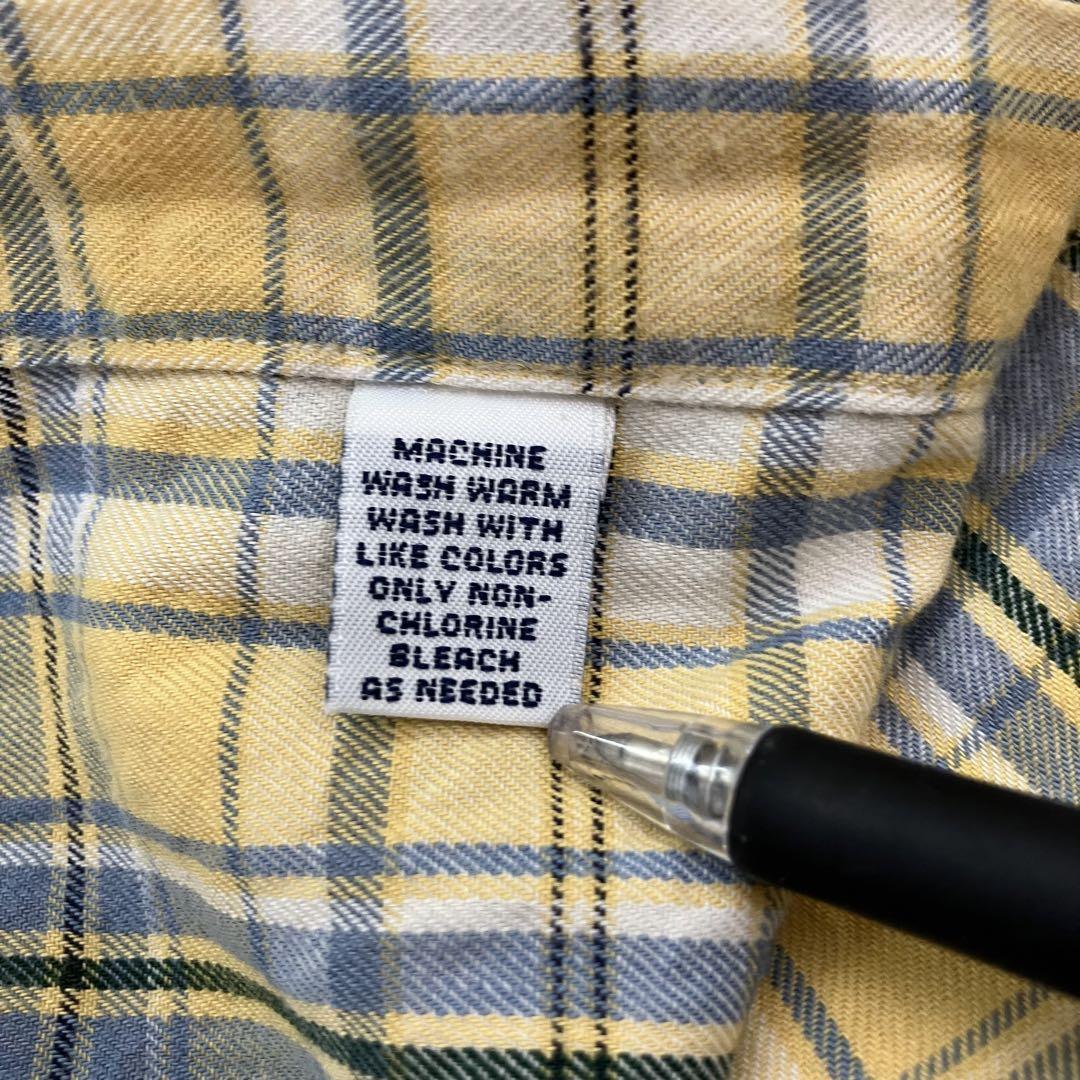 MACHINE
WASH WARM
WASH WITH
LIKE COLORS
ONLY NON-
CHLORINE
BLEACH
AS NEEDED